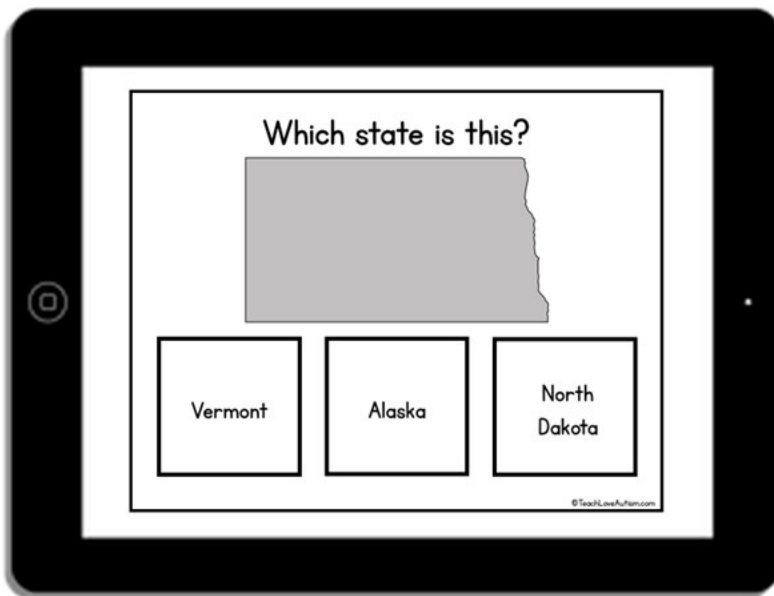 Which state is this?
Vermont
Alaska
North
Dakota
©TeachLoveAutism.com